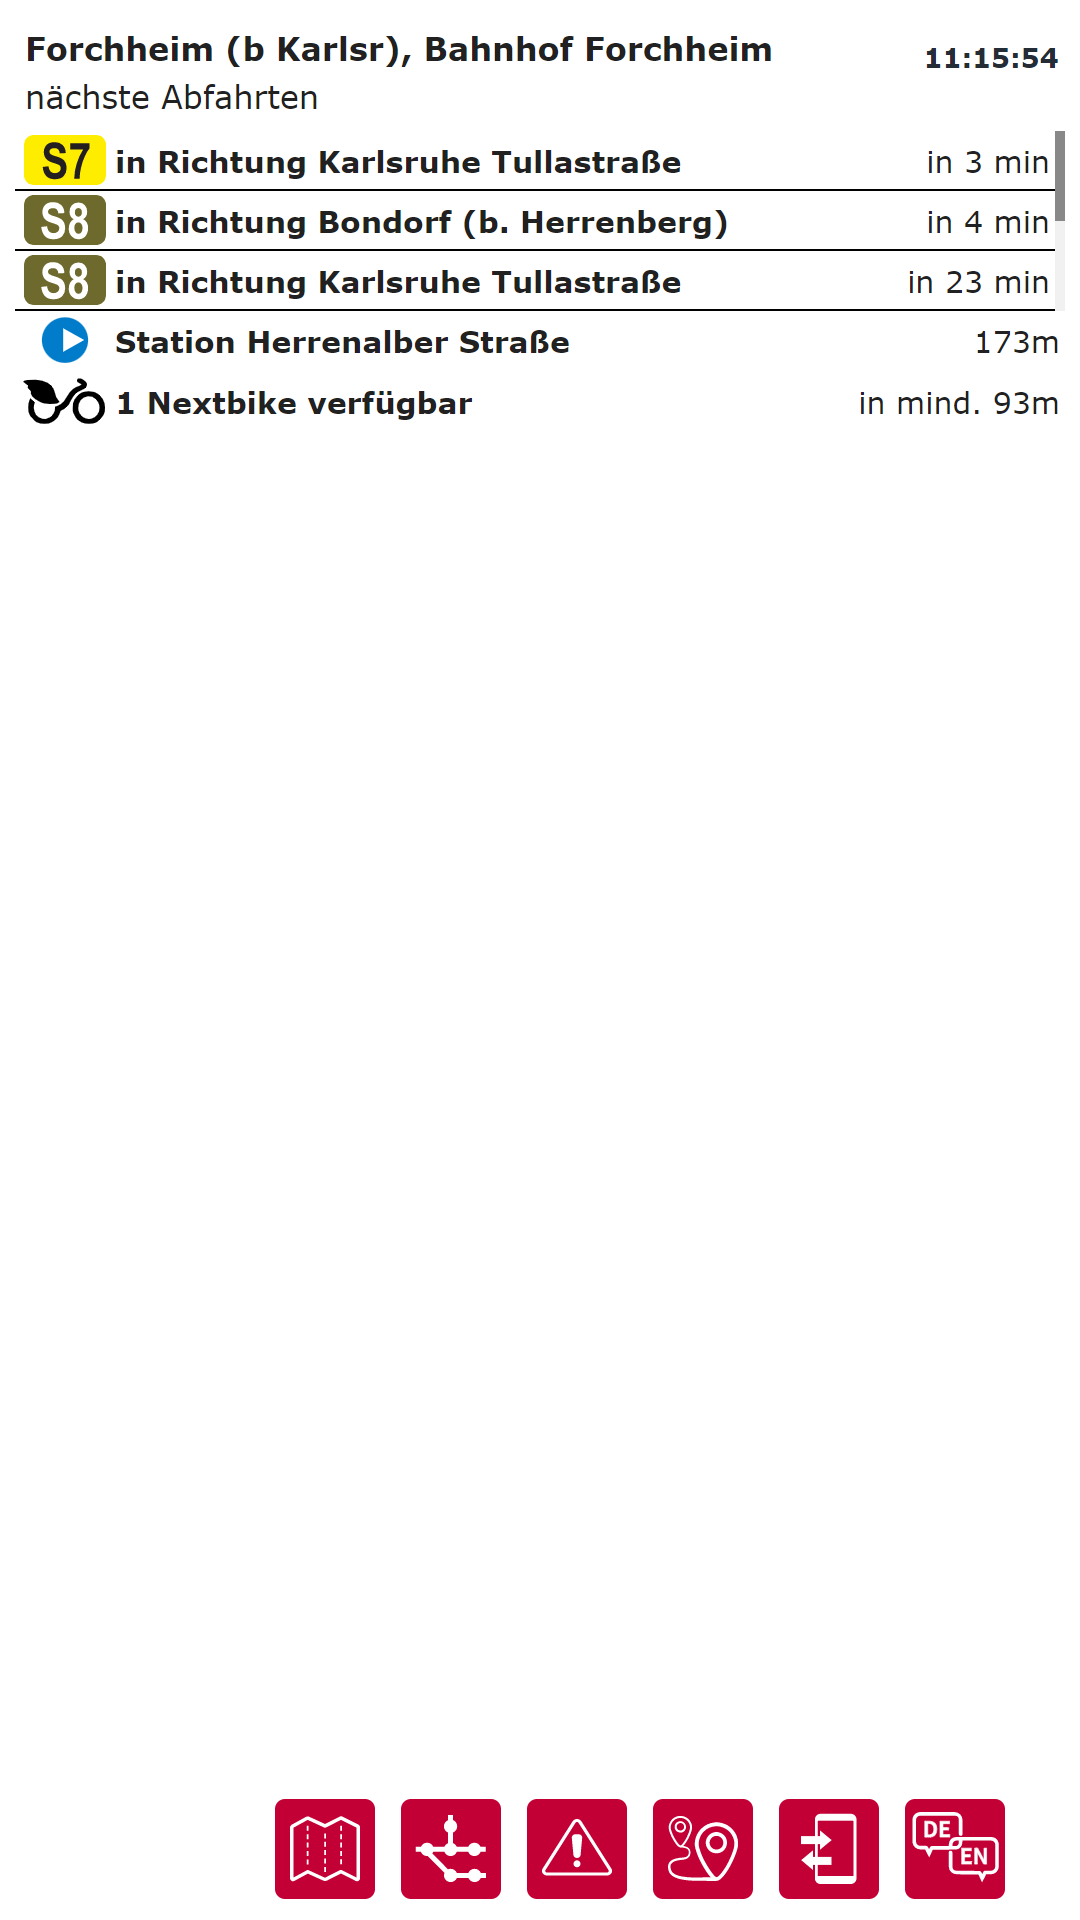 Forchheim (b Karlsr), Bahnhof Forchheim 11:15:54
nächste Abfahrten
S7 in Richtung Karlsruhe Tullastraße in 3 min
S8 in Richtung Bondorf (b. Herrenberg) in 4 min
S8 in Richtung Karlsruhe Tullastraße in 23 min
Station Herrenalber Straße 173m
1 Nextbike verfügbar in mind. 93m
DE
EN